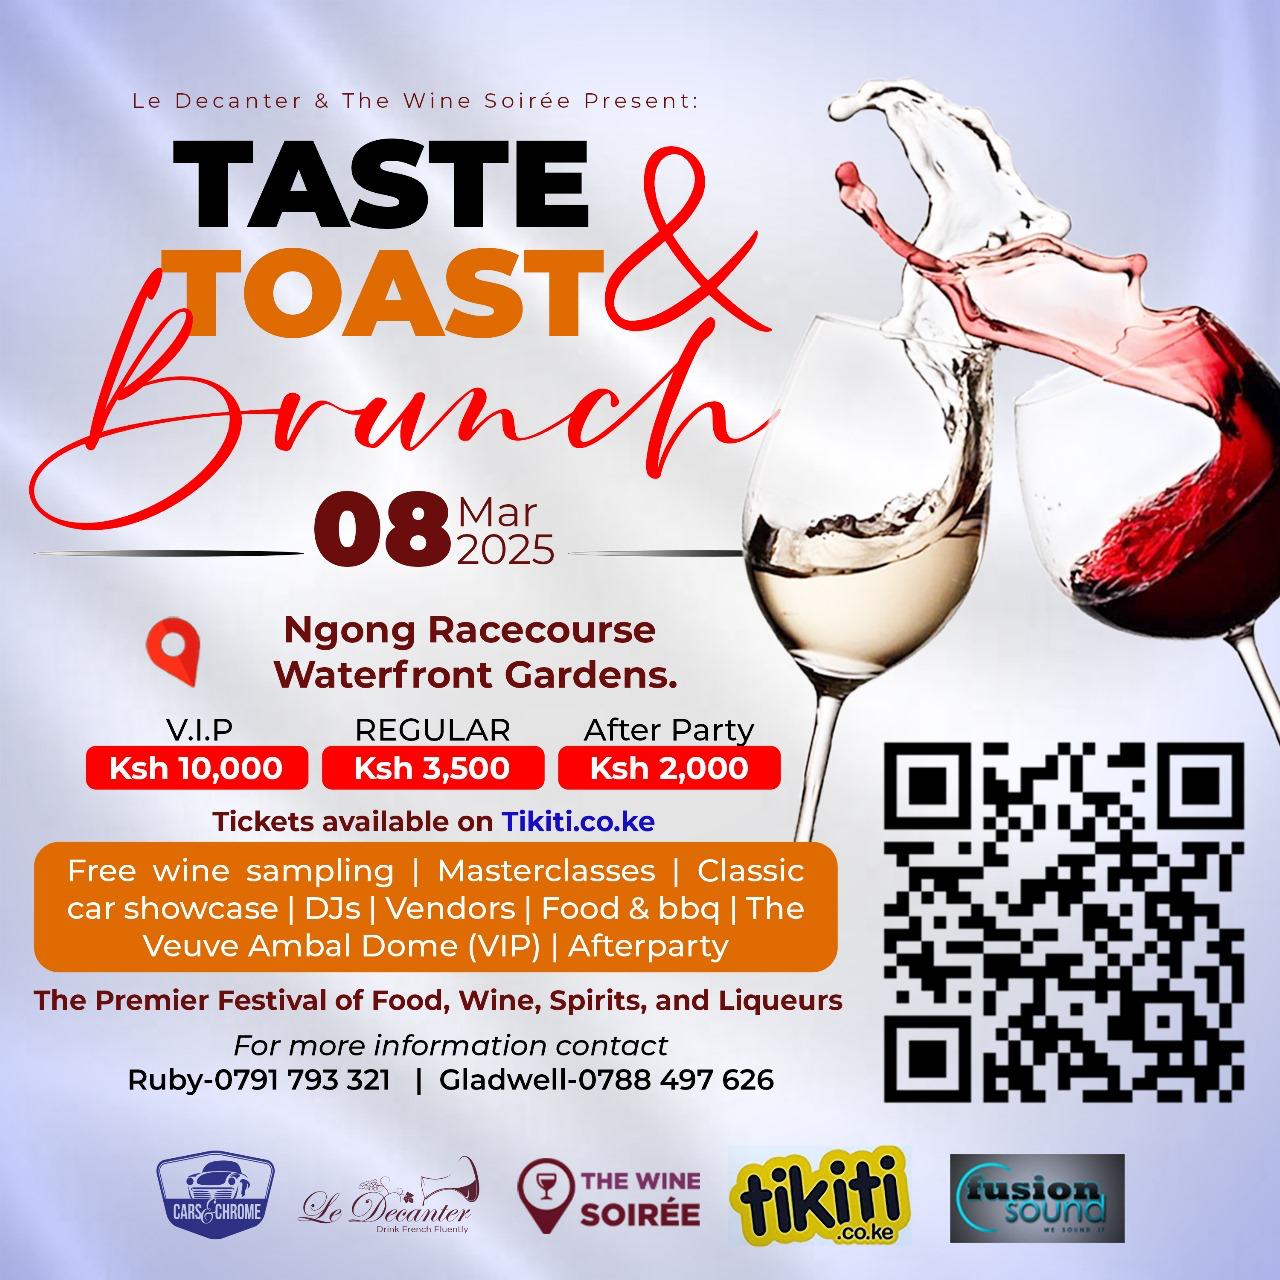 Le Decanter & The Wine Soirée Present:
TASTE
TOAST &
Brunch
08 Mar
2025
Ngong Racecourse
Waterfront Gardens.
V.I.P REGULAR After Party
Ksh 10,000 Ksh 3,500 Ksh 2,000
Tickets available on Tikiti.co.ke
Free wine sampling | Masterclasses | Classic
car showcase | DJs | Vendors | Food & bbq | The
Veuve Ambal Dome (VIP) | Afterparty
The Premier Festival of Food, Wine, Spirits, and Liqueurs
For more information contact
Ruby-0791 793 321 | Gladwell-0788 497 626
CARS & CHROME
Le Decanter
Drink French Fluently
THE WINE
SOIRÉE
tikiti
.co.ke
fusion
sound
WE SOUND IT